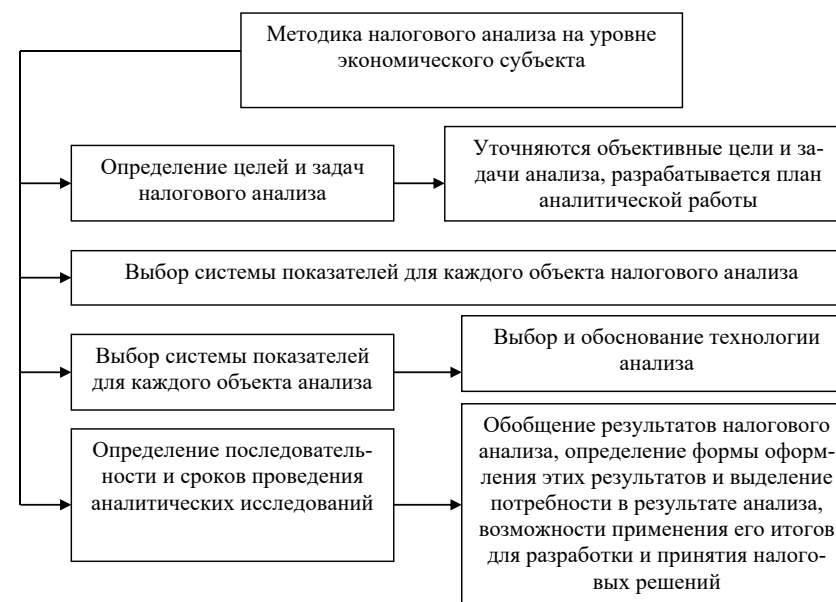 Методика налогового анализа на уровне
экономического субъекта
Определение целей и задач
налогового анализа
Уточняются объективные цели и за-
дачи анализа, разрабатывается план
аналитической работы
Выбор системы показателей для каждого объекта налогового анализа
Выбор системы показателей
для каждого объекта анализа
Выбор и обоснование технологии
анализа
Определение последователь-
ности и сроков проведения
аналитических исследований
Обобщение результатов налогового
анализа, определение формы оформ-
ления этих результатов и выделение
потребности в результате анализа,
возможности применения его итогов
для разработки и принятия налого-
вых решений